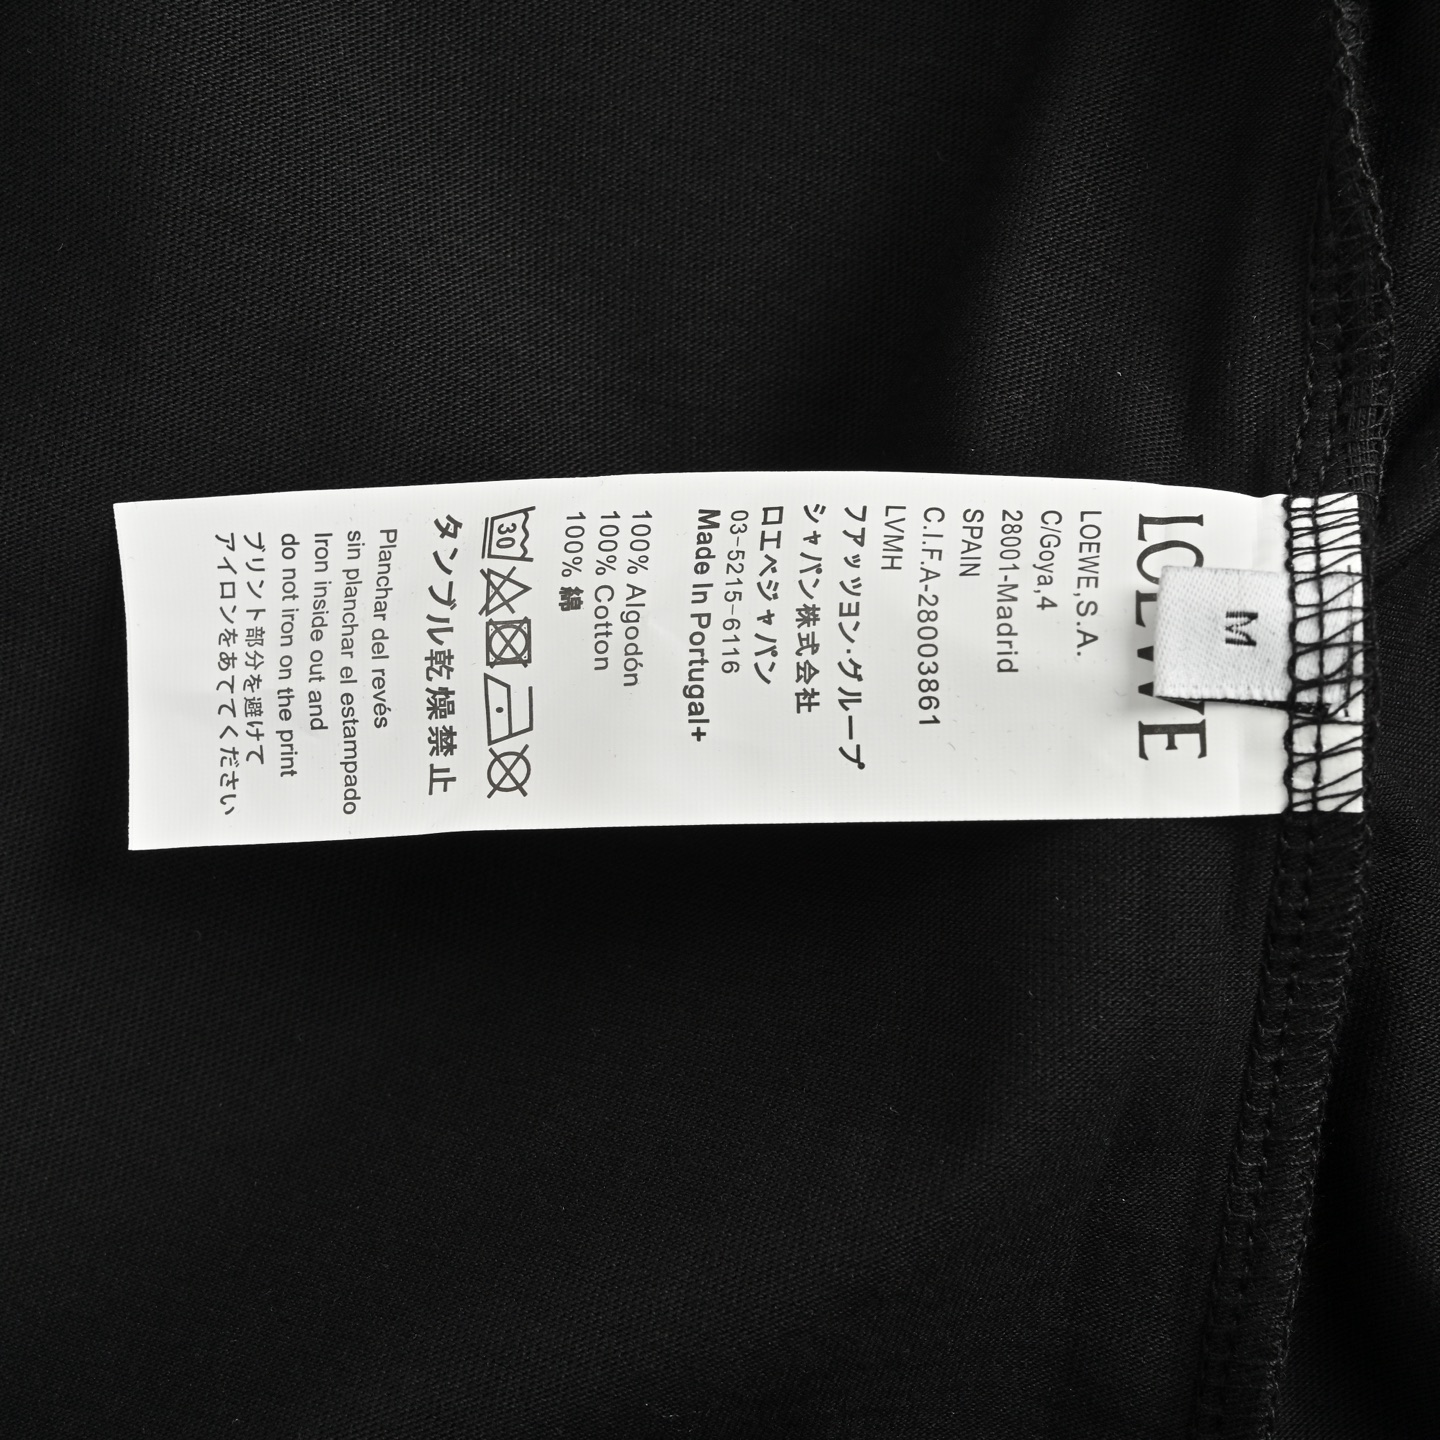 LOEWE
M
LOEWE,S.A.
C/Goya,4
28001-Madrid
SPAIN
C.I.F.A-28003861
LVMH
ファッツヨン·グループ
シャパン株式会社
ロエベジャパン
03-5215-6116
Made In Portugal+
100% Algodón
100% Cotton
100% 綿
30
タンブル乾燥禁止
Planchar del revés
sin planchar el estampado
Iron inside out and
do not iron on the print
プリント部分を避けて
アイロンをあててください